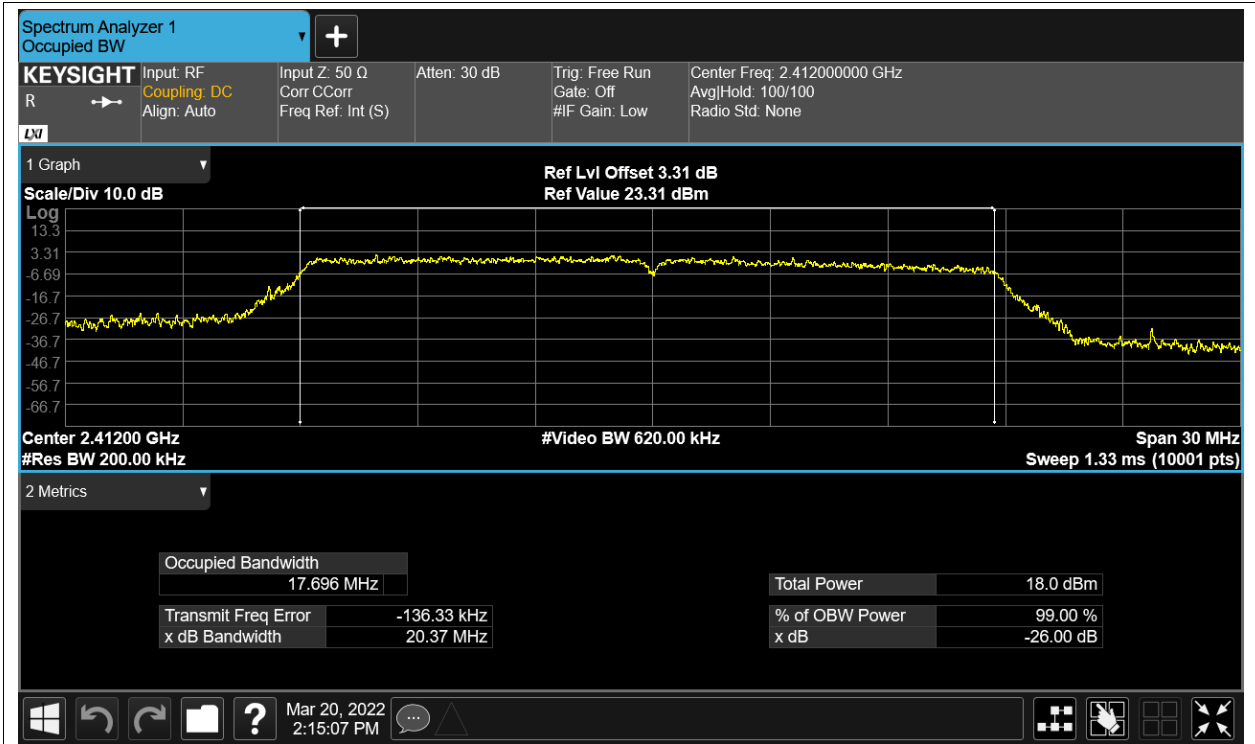 Spectrum Analyzer 1
Occupied BW
+
KEYSIGHT
R
LXI
Input: RF
Coupling: DC
Align: Auto
Input Z: 50 Ω
Corr CCorr
Freq Ref: Int (S)
Atten: 30 dB
Trig: Free Run
Gate: Off
#IF Gain: Low
Center Freq: 2.412000000 GHz
Avg|Hold: 100/100
Radio Std: None
1 Graph
Scale/Div 10.0 dB
Ref Lvl Offset 3.31 dB
Ref Value 23.31 dBm
Log
13.3
3.31
-6.69
-16.7
-26.7
-36.7
-46.7
-56.7
-66.7
Center 2.41200 GHz
#Res BW 200.00 kHz
#Video BW 620.00 kHz
Span 30 MHz
Sweep 1.33 ms (10001 pts)
2 Metrics
Occupied Bandwidth
17.696 MHz
Transmit Freq Error -136.33 kHz
x dB Bandwidth 20.37 MHz
Total Power 18.0 dBm
% of OBW Power 99.00 %
x dB -26.00 dB
?
Mar 20, 2022
2:15:07 PM